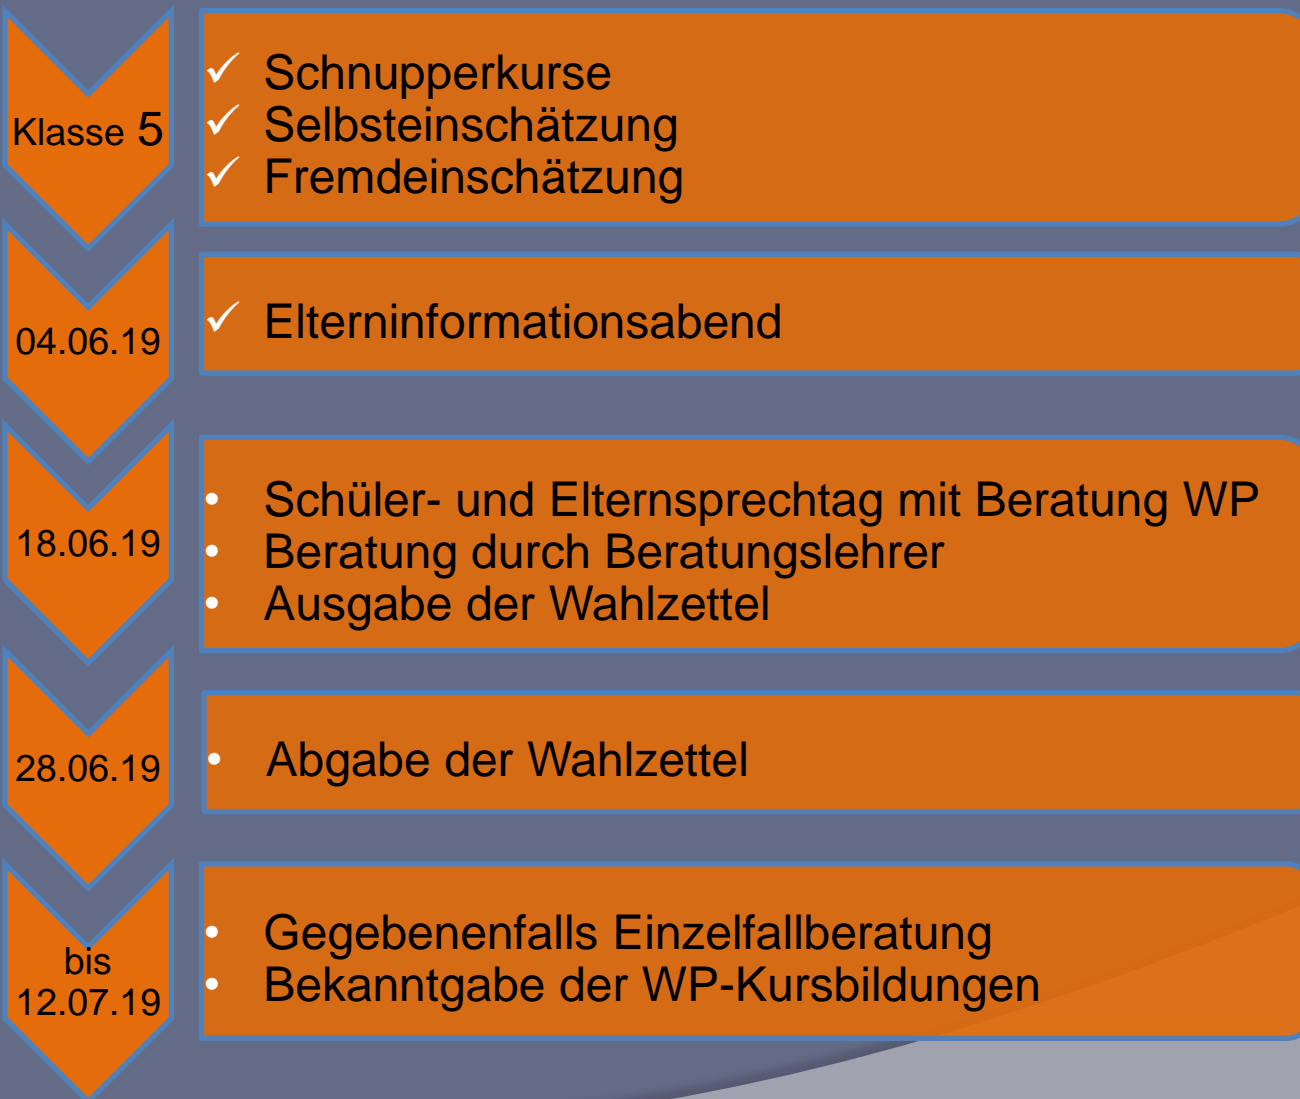 Klasse 5
✓ Schnupperkurse
✓ Selbsteinschätzung
✓ Fremdeinschätzung
04.06.19
✓ Elterninformationsabend
18.06.19
• Schüler- und Elternsprechtag mit Beratung WP
• Beratung durch Beratungslehrer
• Ausgabe der Wahlzettel
28.06.19
• Abgabe der Wahlzettel
bis
12.07.19
• Gegebenenfalls Einzelfallberatung
• Bekanntgabe der WP-Kursbildungen